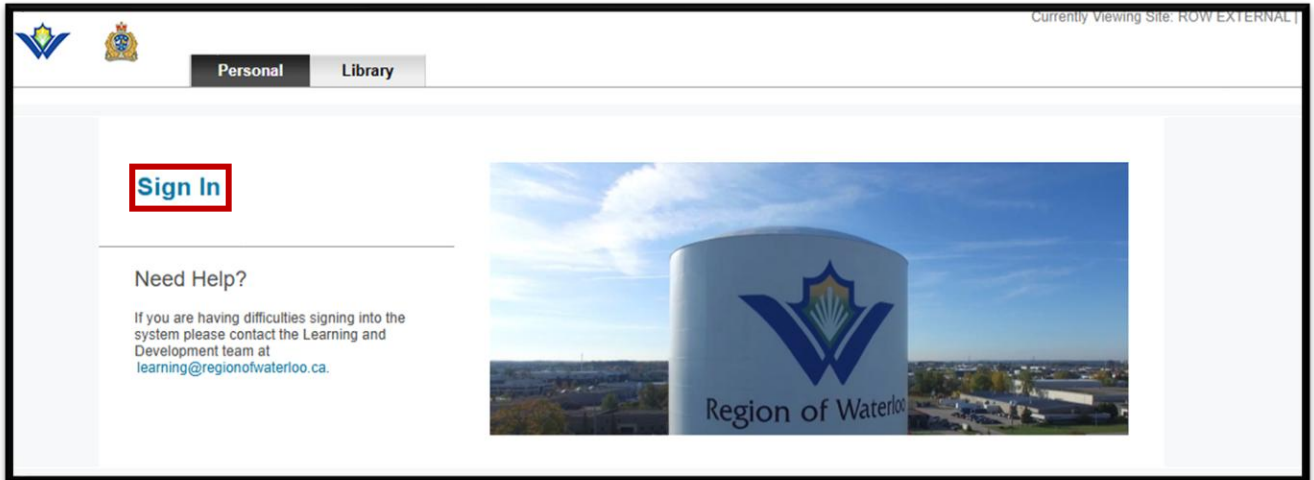 Currently Viewing Site: ROW EXTERNAL |
Personal
Library
Sign In
Need Help?
If you are having difficulties signing into the
system please contact the Learning and
Development team at
learning@regionofwaterloo.ca.
Region of Waterloo